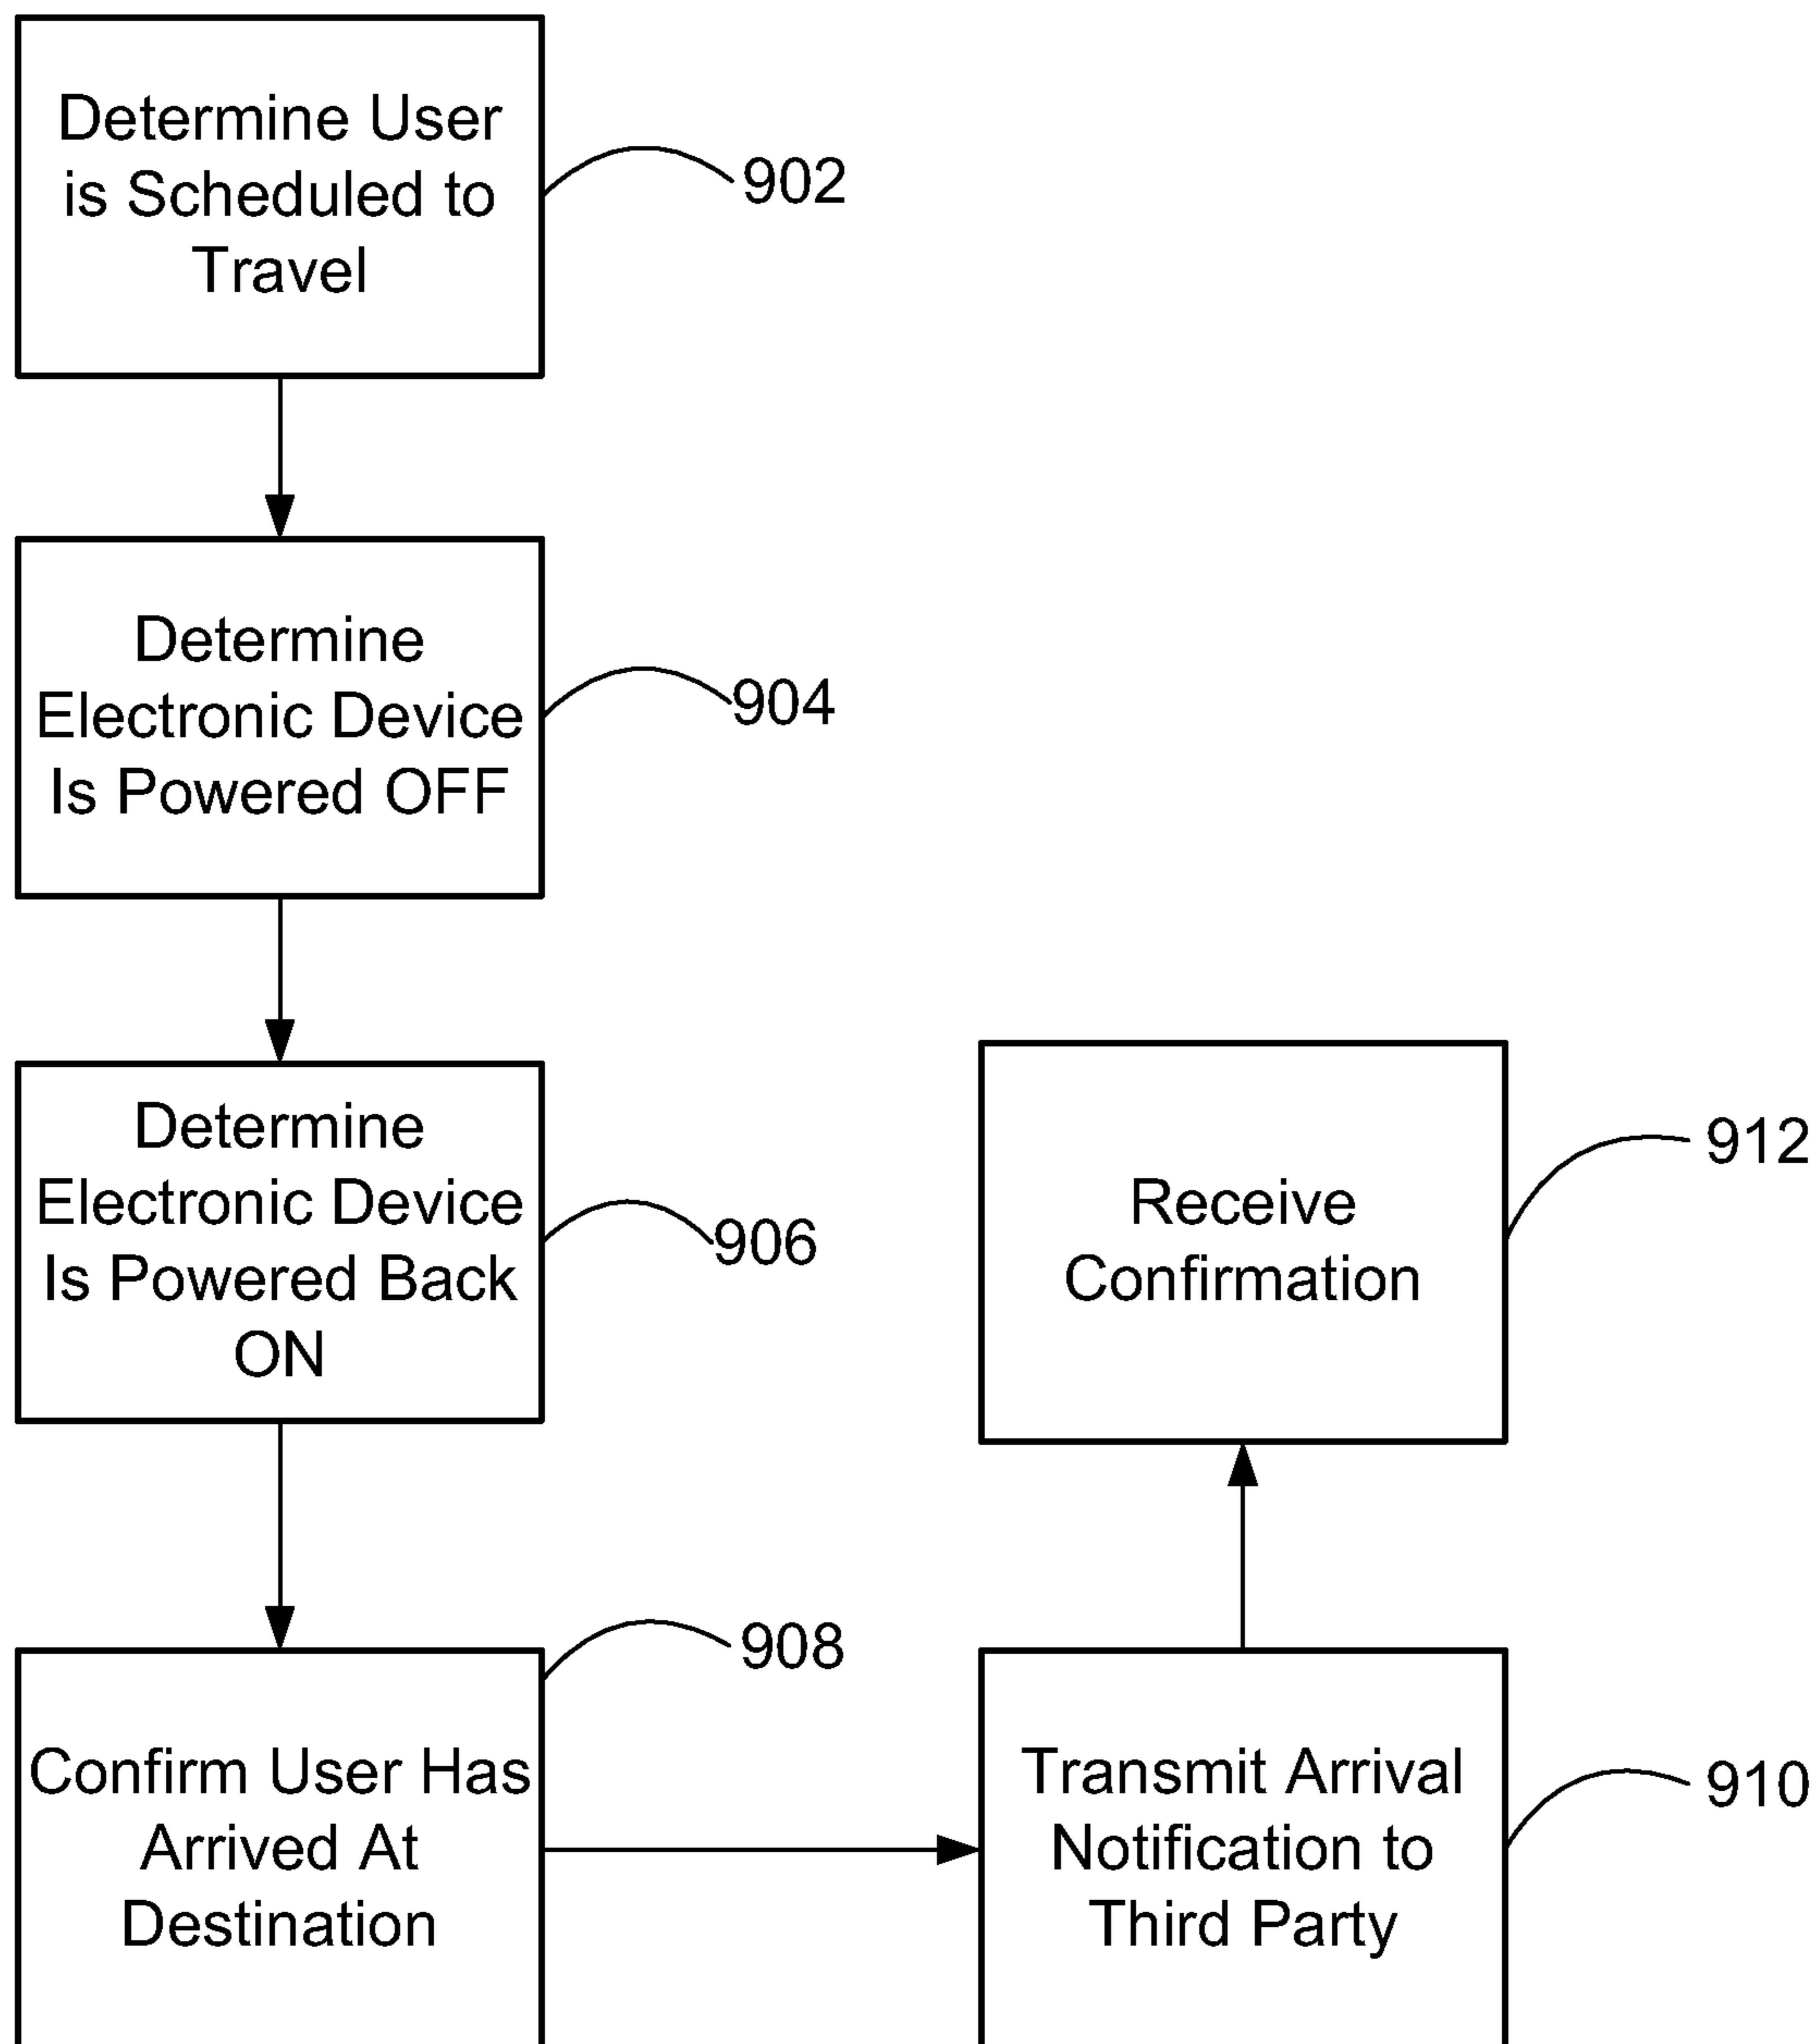 Determine User
is Scheduled to
Travel
902
Determine
Electronic Device
Is Powered OFF
904
Determine
Electronic Device
Is Powered Back
ON
906
Confirm User Has
Arrived At
Destination
908
Transmit Arrival
Notification to
Third Party
910
Receive
Confirmation
912